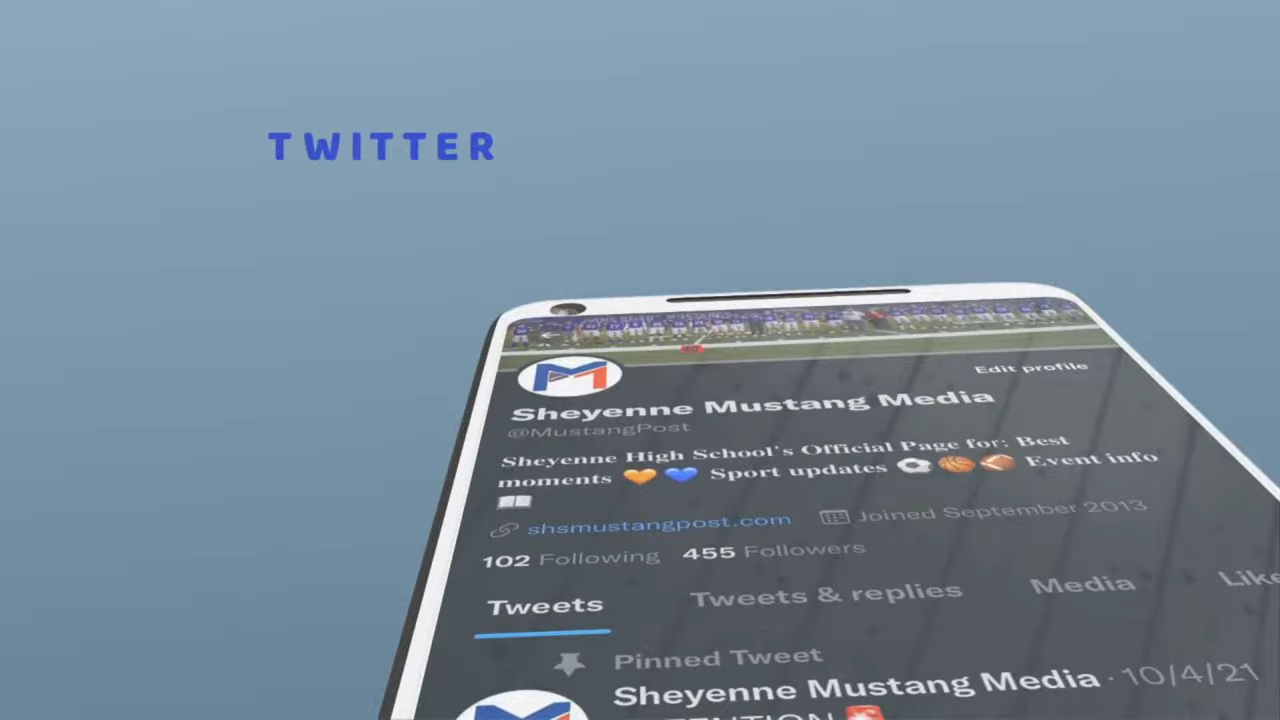 TWITTER
Edit profile
Sheyenne Mustang Media
@MustangPost
Sheyenne High School's Official Page for: Best
moments 🧡💙 Sport updates ⚽🏀🏈 Event info
📖
shsmustangpost.com Joined September 2013
102 Following 455 Followers
Tweets Tweets & replies Media
Pinned Tweet
Sheyenne Mustang Media · 10/4/21